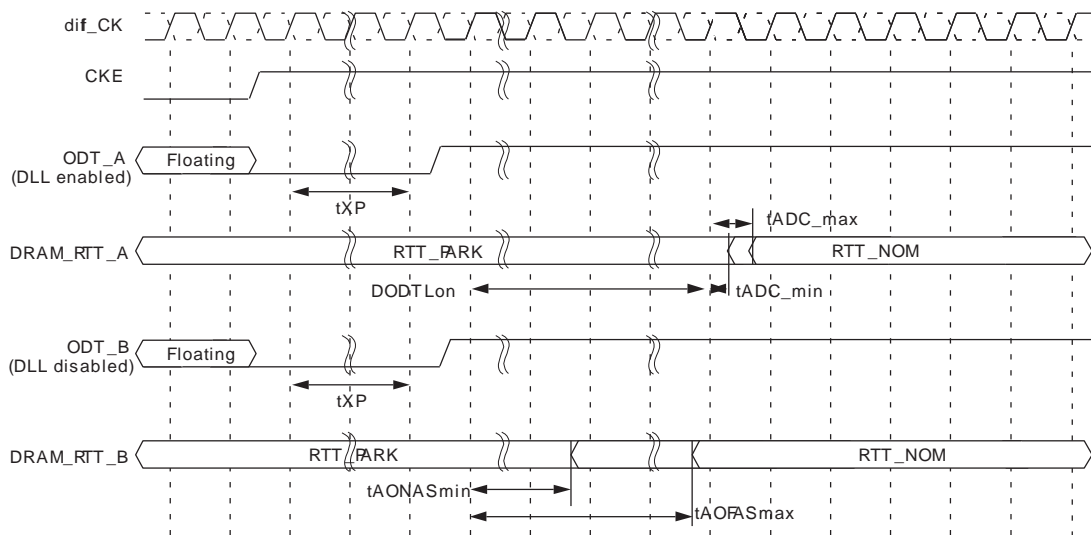 dif_CK
CKE
ODT_A
(DLL enabled)
Floating
tXP
tADC_max
DRAM_RTT_A
RTT_PARK
RTT_NOM
DODTLon
tADC_min
ODT_B
(DLL disabled)
Floating
tXP
DRAM_RTT_B
RTT_PARK
RTT_NOM
tAONASmin
tAOFASmax